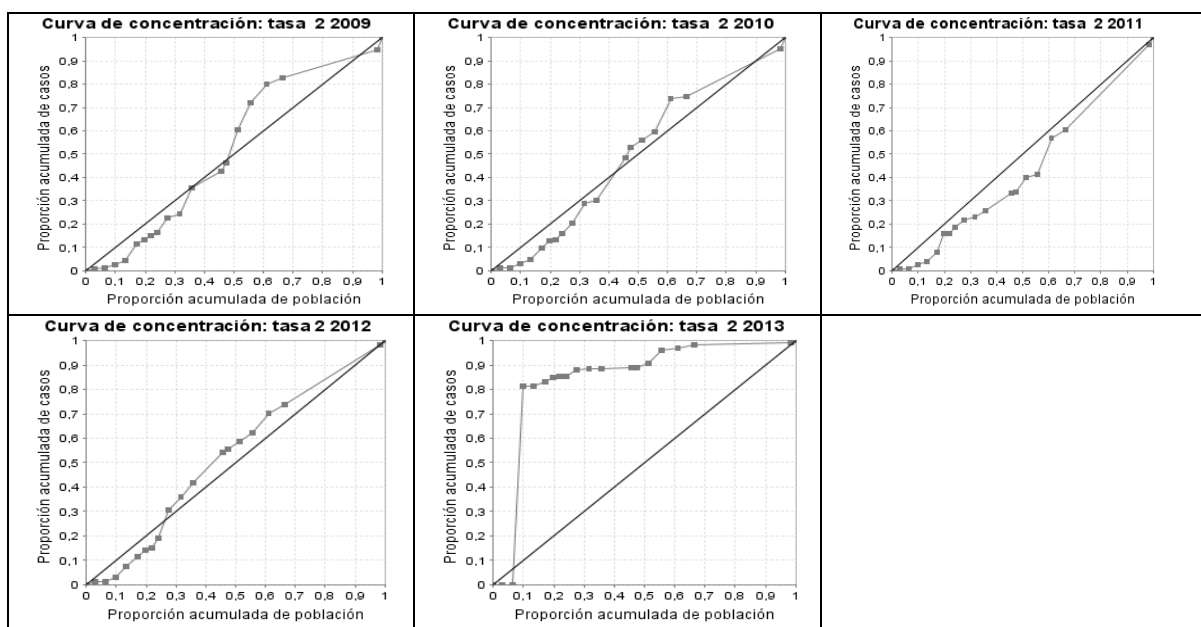 Curva de concentración: tasa 2 2009
Proporción acumulada de casos
1
0,9
0,8
0,7
0,6
0,5
0,4
0,3
0,2
0,1
0
0 0,1 0,2 0,3 0,4 0,5 0,6 0,7 0,8 0,9 1
Proporción acumulada de población
Curva de concentración: tasa 2 2010
Proporción acumulada de casos
1
0,9
0,8
0,7
0,6
0,5
0,4
0,3
0,2
0,1
0
0 0,1 0,2 0,3 0,4 0,5 0,6 0,7 0,8 0,9 1
Proporción acumulada de población
Curva de concentración: tasa 2 2011
Proporción acumulada de casos
1
0,9
0,8
0,7
0,6
0,5
0,4
0,3
0,2
0,1
0
0 0,1 0,2 0,3 0,4 0,5 0,6 0,7 0,8 0,9 1
Proporción acumulada de población
Curva de concentración: tasa 2 2012
Proporción acumulada de casos
1
0,9
0,8
0,7
0,6
0,5
0,4
0,3
0,2
0,1
0
0 0,1 0,2 0,3 0,4 0,5 0,6 0,7 0,8 0,9 1
Proporción acumulada de población
Curva de concentración: tasa 2 2013
Proporción acumulada de casos
1
0,9
0,8
0,7
0,6
0,5
0,4
0,3
0,2
0,1
0
0 0,1 0,2 0,3 0,4 0,5 0,6 0,7 0,8 0,9 1
Proporción acumulada de población